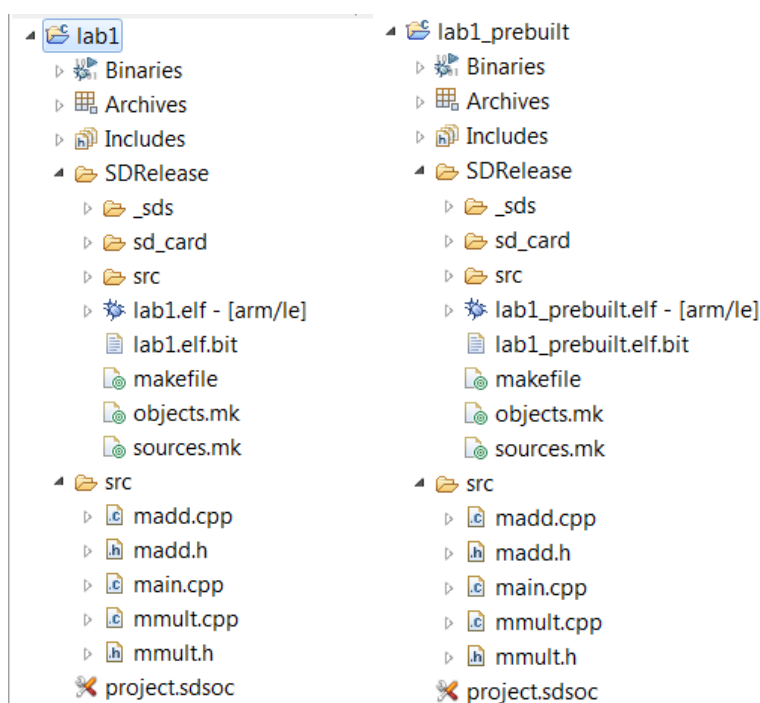 lab1
Binaries
Archives
Includes
SDRelease
_sds
sd_card
src
lab1.elf - [arm/le]
lab1.elf.bit
makefile
objects.mk
sources.mk
src
madd.cpp
madd.h
main.cpp
mmult.cpp
mmult.h
project.sdsoc
lab1_prebuilt
Binaries
Archives
Includes
SDRelease
_sds
sd_card
src
lab1_prebuilt.elf - [arm/le]
lab1_prebuilt.elf.bit
makefile
objects.mk
sources.mk
src
madd.cpp
madd.h
main.cpp
mmult.cpp
mmult.h
project.sdsoc